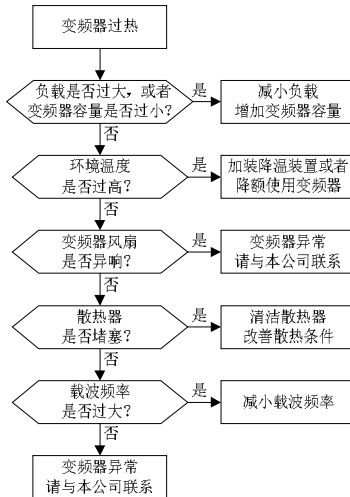 变频器过热
负载是否过大，或者
变频器容量是否过小?
是
减小负载
增加变频器容量
否
环境温度
是否过高?
是
加装降温装置或者
降额使用变频器
否
变频器风扇
是否异响?
是
变频器异常
请与本公司联系
否
散热器
是否堵塞?
是
清洁散热器
改善散热条件
否
载波频率
是否过大?
是
减小载波频率
否
变频器异常
请与本公司联系